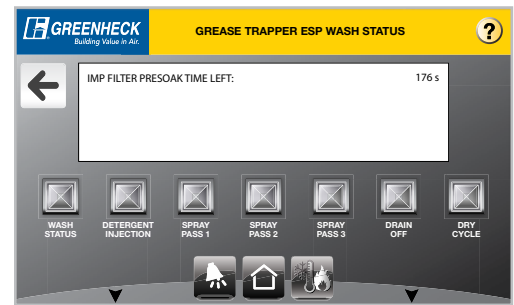 GREENHECK
Building Value in Air.
GREASE TRAPPER ESP WASH STATUS
?
IMP FILTER PRESOAK TIME LEFT: 176 s
WASH STATUS
DETERGENT INJECTION
SPRAY PASS 1
SPRAY PASS 2
SPRAY PASS 3
DRAIN OFF
DRY CYCLE